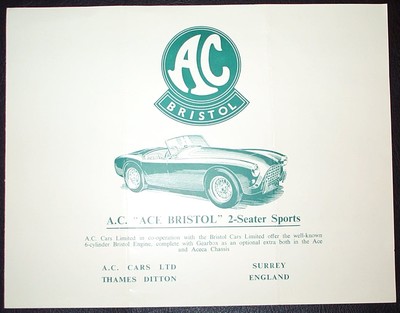 AC
BRISTOL
A.C. "ACE BRISTOL" 2-Seater Sports
A.C. Cars Limited in co-operation with the Bristol Cars Limited offer the well-known
6-cylinder Bristol Engine, complete with Gearbox as an optional extra both in the Ace
and Aceca Chassis
A.C. CARS LTD
THAMES DITTON
SURREY
ENGLAND